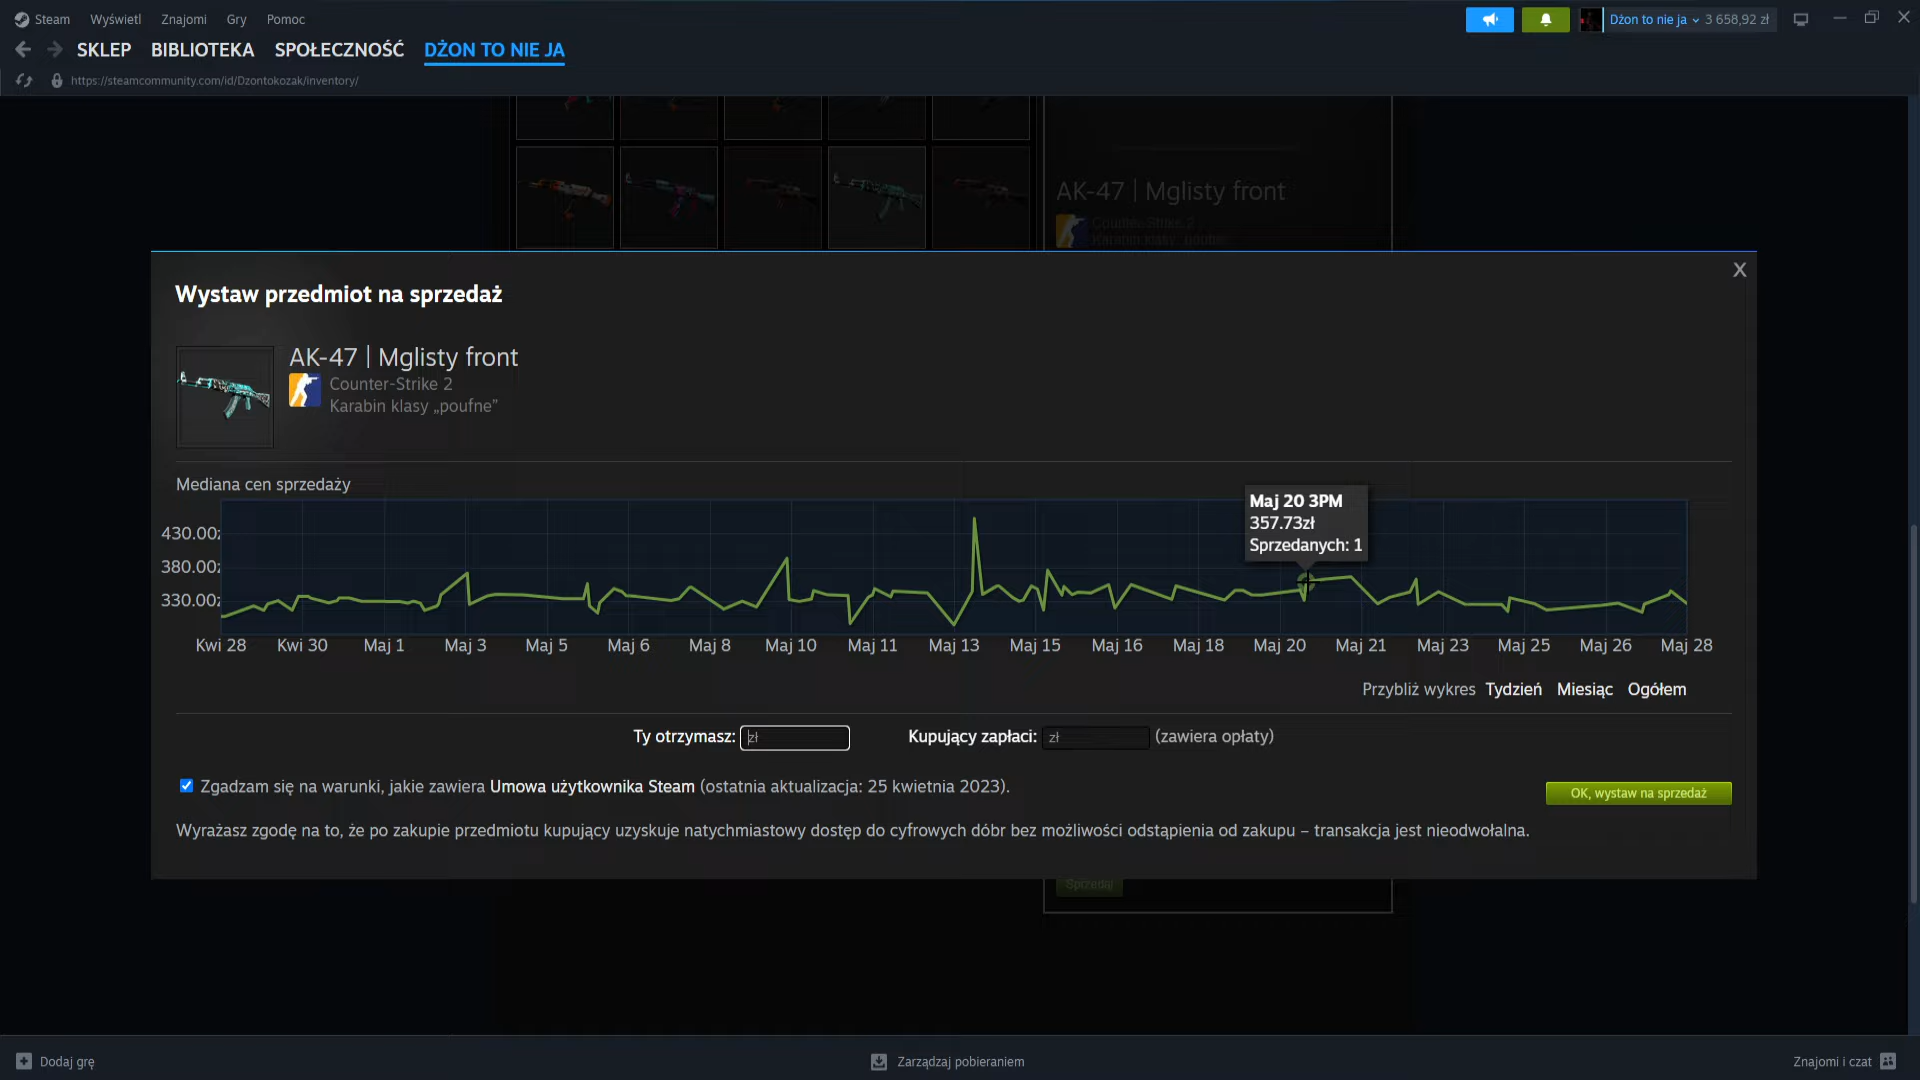 Steam Wyświetl Znajomi Gry Pomoc
Dżon to nie ja 3 658,92 zł
SKLEP BIBLIOTEKA SPOŁECZNOŚĆ DŻON TO NIE JA
https://steamcommunity.com/id/Dzontokozak/inventory/
AK-47 | Mglisty front
Counter-Strike 2
Wystaw przedmiot na sprzedaż
X
AK-47 | Mglisty front
Counter-Strike 2
Karabin klasy „poufne”
Mediana cen sprzedaży
Maj 20 3PM
357.73zł
Sprzedanych: 1
430.00z
380.00z
330.00z
Kwi 28 Kwi 30 Maj 1 Maj 3 Maj 5 Maj 6 Maj 8 Maj 10 Maj 11 Maj 13 Maj 15 Maj 16 Maj 18 Maj 20 Maj 21 Maj 23 Maj 25 Maj 26 Maj 28
Przybliż wykres Tydzień Miesiąc Ogółem
Ty otrzymasz: zł Kupujący zapłaci: zł (zawiera opłaty)
Zgadzam się na warunki, jakie zawiera Umowa użytkownika Steam (ostatnia aktualizacja: 25 kwietnia 2023).
OK, wystaw na sprzedaż
Wyrażasz zgodę na to, że po zakupie przedmiotu kupujący uzyskuje natychmiastowy dostęp do cyfrowych dóbr bez możliwości odstąpienia od zakupu – transakcja jest nieodwołalna.
Sprzedaj
Dodaj grę
Zarządzaj pobieraniem
Znajomi i czat